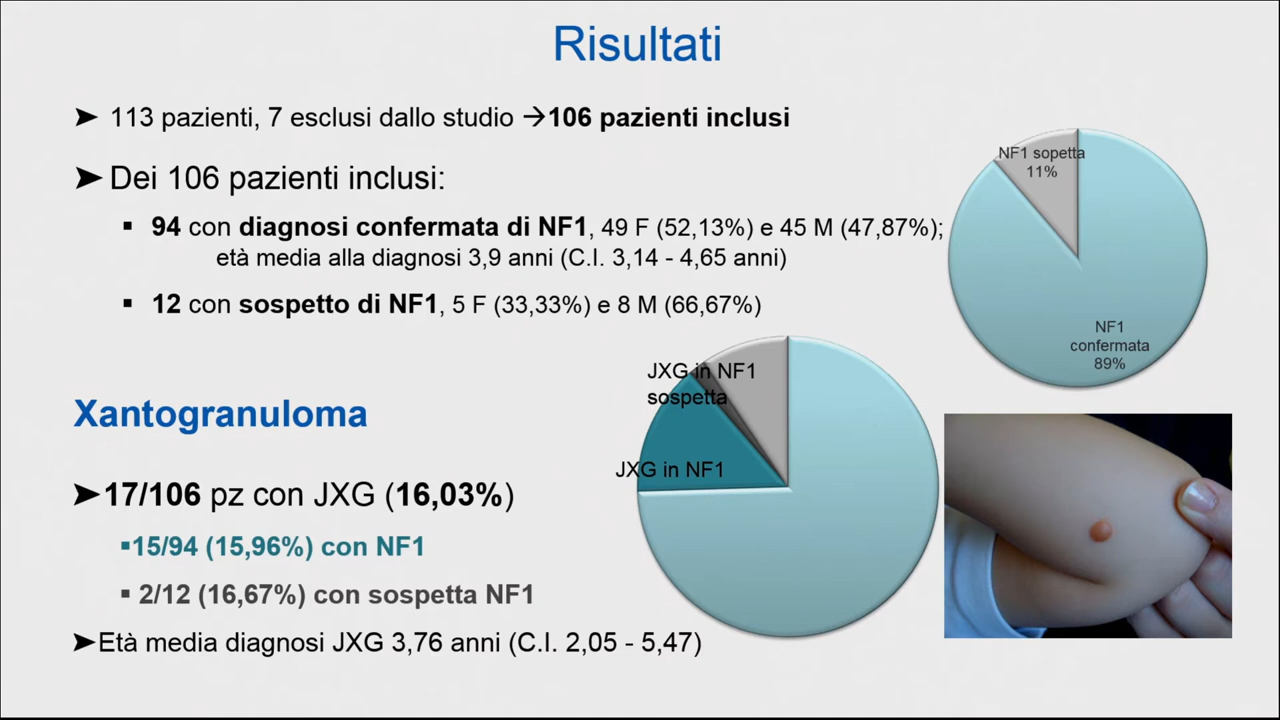 Risultati
➤ 113 pazienti, 7 esclusi dallo studio →106 pazienti inclusi
➤ Dei 106 pazienti inclusi:
▪ 94 con diagnosi confermata di NF1, 49 F (52,13%) e 45 M (47,87%);
età media alla diagnosi 3,9 anni (C.I. 3,14 - 4,65 anni)
▪ 12 con sospetto di NF1, 5 F (33,33%) e 8 M (66,67%)
NF1 sopetta
11%
NF1
confermata
89%
Xantogranuloma
➤17/106 pz con JXG (16,03%)
▪15/94 (15,96%) con NF1
▪ 2/12 (16,67%) con sospetta NF1
➤Età media diagnosi JXG 3,76 anni (C.I. 2,05 - 5,47)
JXG in NF1
sospetta
JXG in NF1